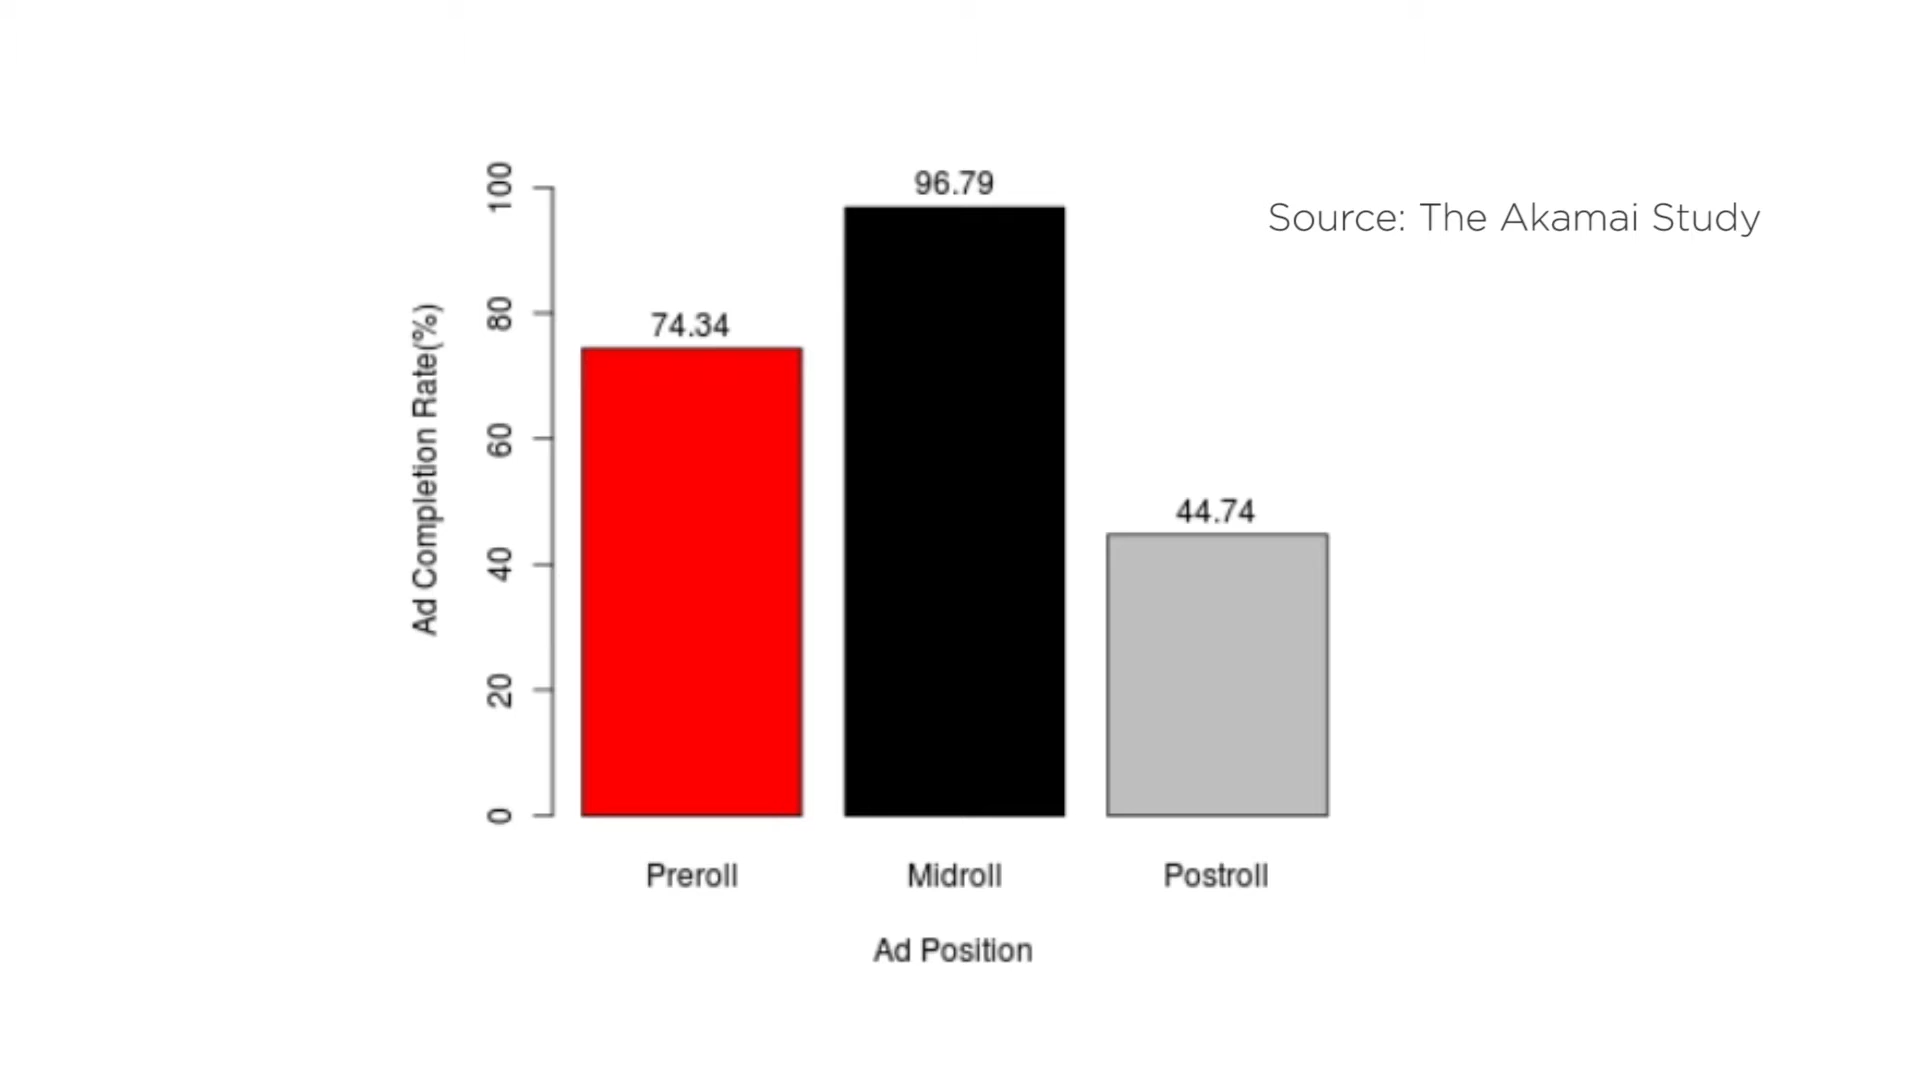 Source: The Akamai Study
Ad Completion Rate(%)
100
80
60
40
20
0
74.34
96.79
44.74
Preroll
Midroll
Postroll
Ad Position